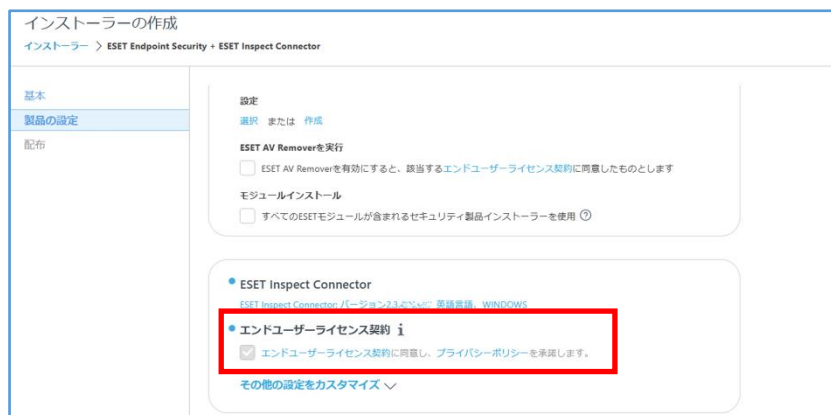 インストーラーの作成
インストーラー > ESET Endpoint Security + ESET Inspect Connector
基本
製品の設定
配布
設定
選択 または 作成
ESET AV Removerを実行
ESET AV Removerを有効にすると、該当するエンドユーザーライセンス契約に同意したものとします
モジュールインストール
すべてのESETモジュールが含まれるセキュリティ製品インストーラーを使用 ?
ESET Inspect Connector
ESET Inspect Connector: バージョン2.3. 英語言語、WINDOWS
エンドユーザーライセンス契約 i
エンドユーザーライセンス契約に同意し、プライバシーポリシーを承諾します。
その他の設定をカスタマイズ